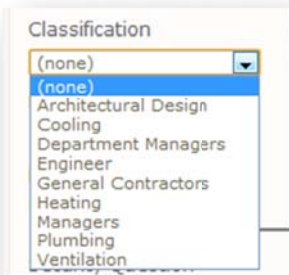 Classification
(none)
(none)
Architectural Design
Cooling
Department Managers
Engineer
General Contractors
Heating
Managers
Plumbing
Ventilation